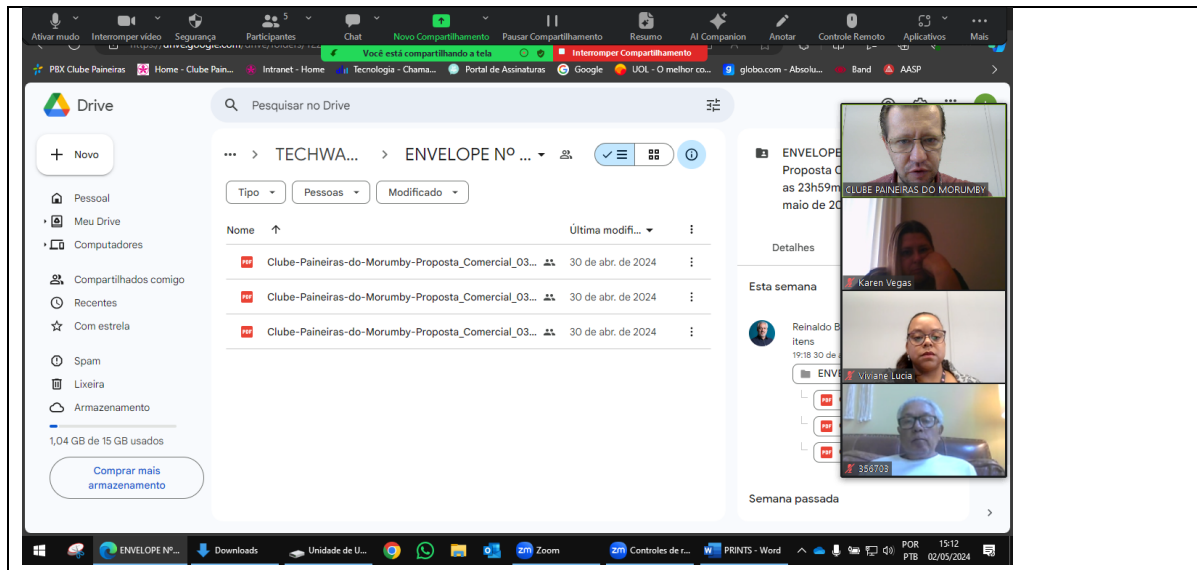 5
Ativar mudo Interromper vídeo Segurança Participantes Chat Novo Compartilhamento Pausar Compartilhamento Resumo AI Companion Anotar Controle Remoto Aplicativos Mais
Você está compartilhando a tela Interromper Compartilhamento
PBX Clube Paineiras Home - Clube Pain... Intranet - Home Tecnologia - Chama... Portal de Assinaturas Google UOL - O melhor co... globo.com - Absolu... Band AASP
Drive
Pesquisar no Drive
Novo
TECHWA... > ENVELOPE Nº ...
Tipo Pessoas Modificado
Pessoal
Meu Drive
Computadores
Compartilhados comigo
Recentes
Com estrela
Spam
Lixeira
Armazenamento
1,04 GB de 15 GB usados
Comprar mais
armazenamento
Nome Última modifi...
Clube-Paineiras-do-Morumby-Proposta_Comercial_03... 30 de abr. de 2024
Clube-Paineiras-do-Morumby-Proposta_Comercial_03... 30 de abr. de 2024
Clube-Paineiras-do-Morumby-Proposta_Comercial_03... 30 de abr. de 2024
ENVELOPE
Proposta
as 23h59m
maio de 20
Detalhes
Esta semana
Reinaldo B
itens
19:18 30 de
ENVE
PDF
PDF
PDF
Semana passada
CLUBE PAINEIRAS DO MORUMBY
Karen Vegas
Viviane Lucia
356703
ENVELOPE Nº... Downloads Unidade de U... Zoom Controles de r... PRINTS - Word
POR 15:12
PTB 02/05/2024